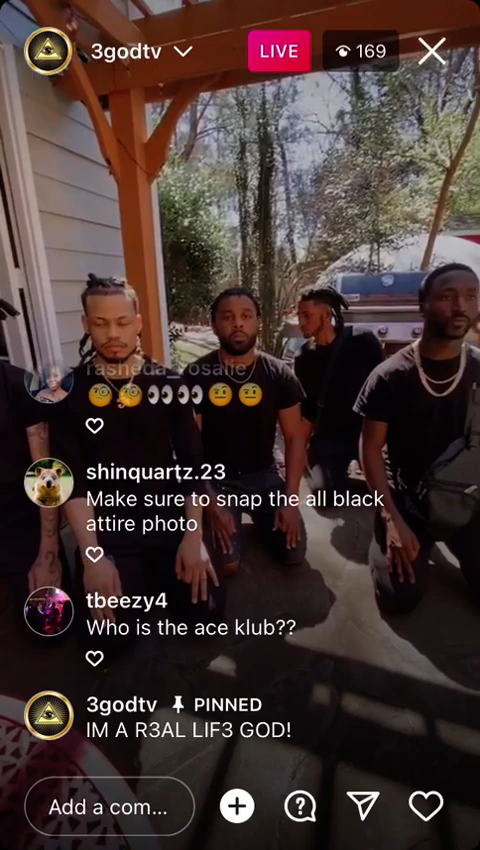 3godtv
LIVE
169
rasheda_rosalie
shinquartz.23
Make sure to snap the all black
attire photo
tbeezy4
Who is the ace klub??
3godtv PINNED
IM A R3AL LIF3 GOD!
Add a com...